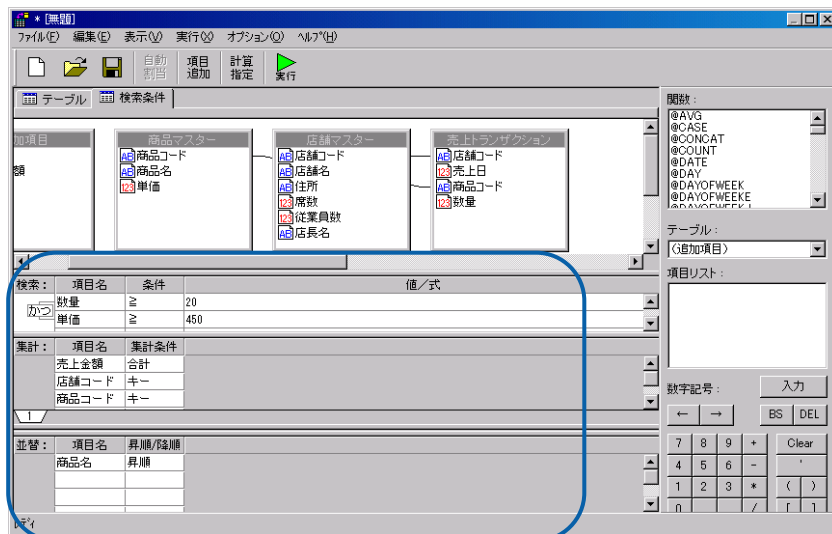 * [無題]
ファイル(F) 編集(E) 表示(V) 実行(X) オプション(O) ヘルプ(H)
自動割当 項目追加 計算指定 実行
テーブル 検索条件
加項目
額
商品マスター
商品コード
商品名
単価
店舗マスター
店舗コード
店舗名
住所
席数
従業員数
店長名
売上トランザクション
店舗コード
売上日
商品コード
数量
検索: 項目名 条件 値/式
かつ
数量 ≧ 20
単価 ≧ 450
集計: 項目名 集計条件
売上金額 合計
店舗コード キー
商品コード キー
1
並替: 項目名 昇順/降順
商品名 昇順
レディ
関数:
@AVG
@CASE
@CONCAT
@COUNT
@DATE
@DAY
@DAYOFWEEK
@DAYOFWEEKE
テーブル:
(追加項目)
項目リスト:
数字記号: 入力
← → BS DEL
7 8 9 + Clear
4 5 6 - '
1 2 3 * ( )
0 . / [ ]